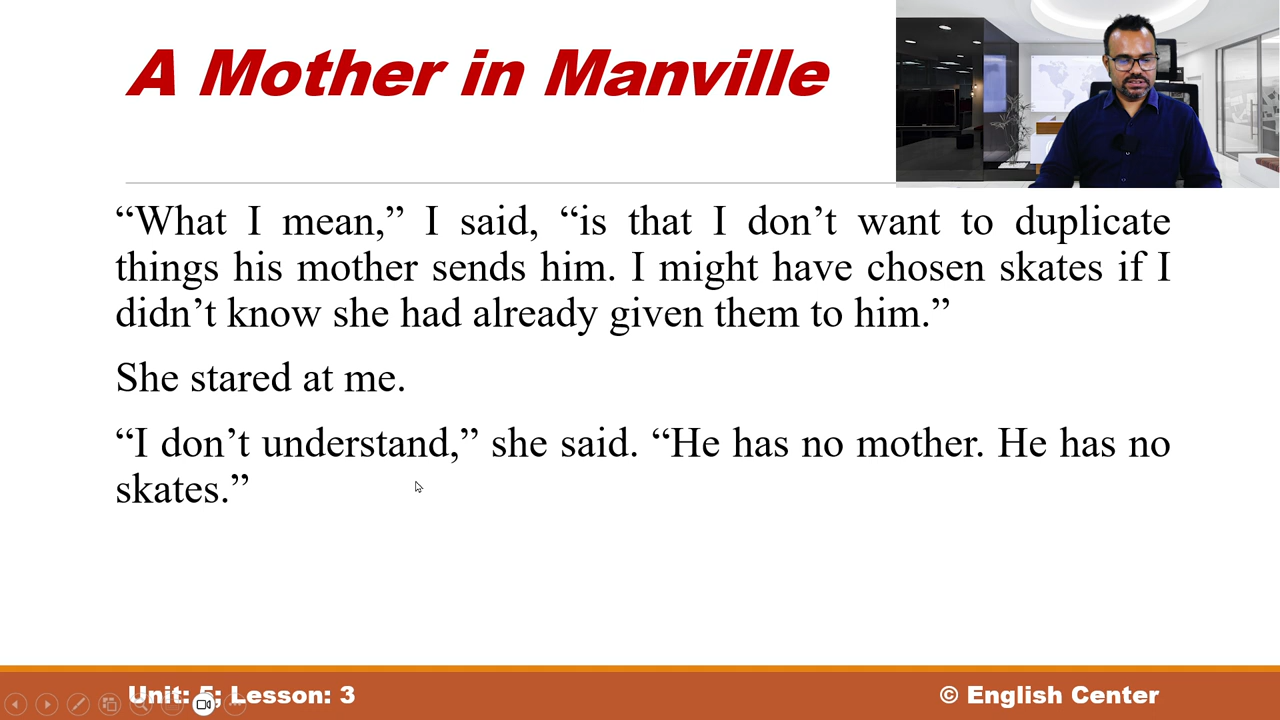 A Mother in Manville
“What I mean,” I said, “is that I don’t want to duplicate
things his mother sends him. I might have chosen skates if I
didn’t know she had already given them to him.”
She stared at me.
“I don’t understand,” she said. “He has no mother. He has no
skates.”
Unit: 5; Lesson: 3
© English Center